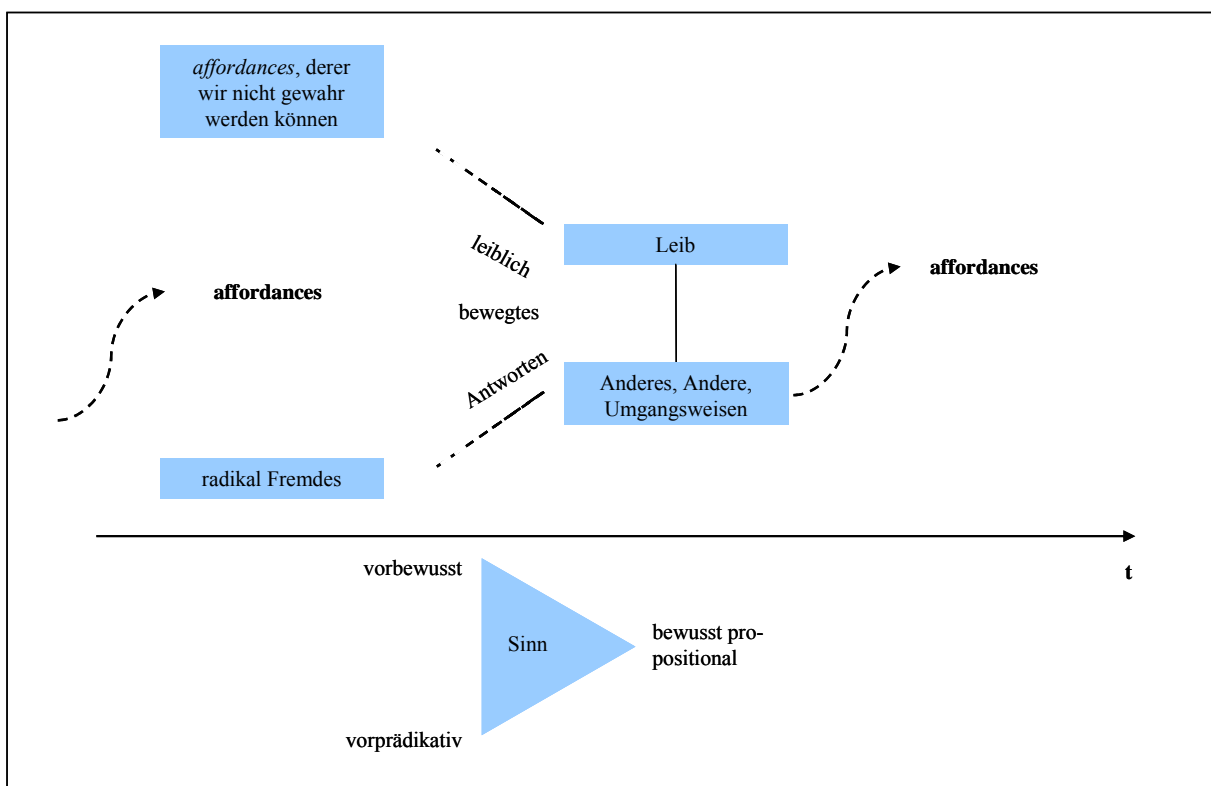 affordances, derer
wir nicht gewahr
werden können
leiblich
Leib
affordances
affordances
bewegtes
Antworten
Anderes, Andere,
Umgangsweisen
radikal Fremdes
vorbewusst
t
Sinn
bewusst pro-
positional
vorprädikativ